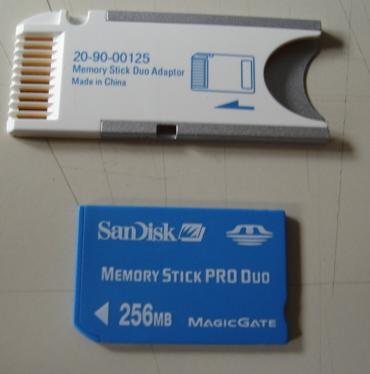 20-90-00125
Memory Stick Duo Adaptor
Made in China
SanDisk
MEMORY STICK PRO DUO
256MB MAGICGATE